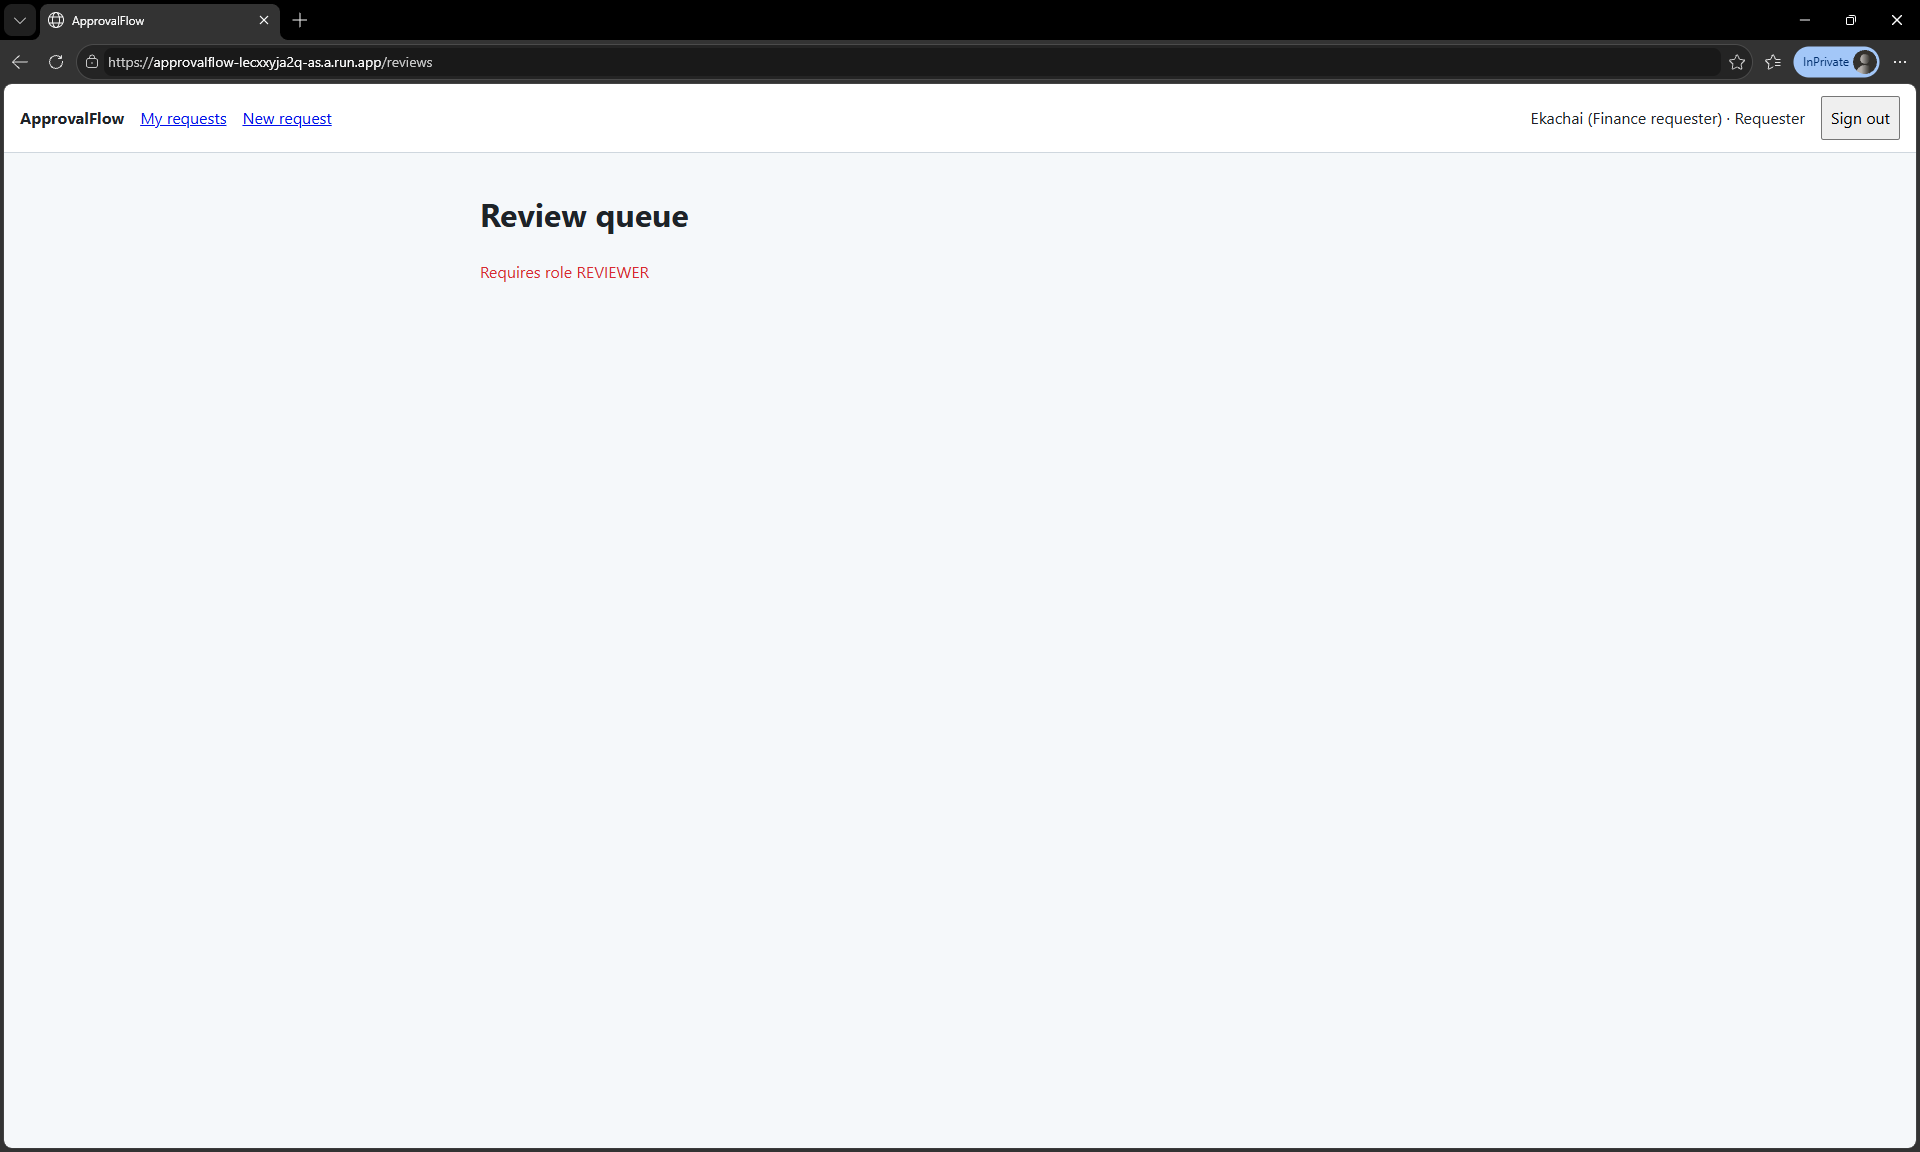 ApprovalFlow
https://approvalflow-lecxxyja2q-as.a.run.app/reviews
InPrivate
ApprovalFlow My requests New request Ekachai (Finance requester) · Requester Sign out
Review queue
Requires role REVIEWER